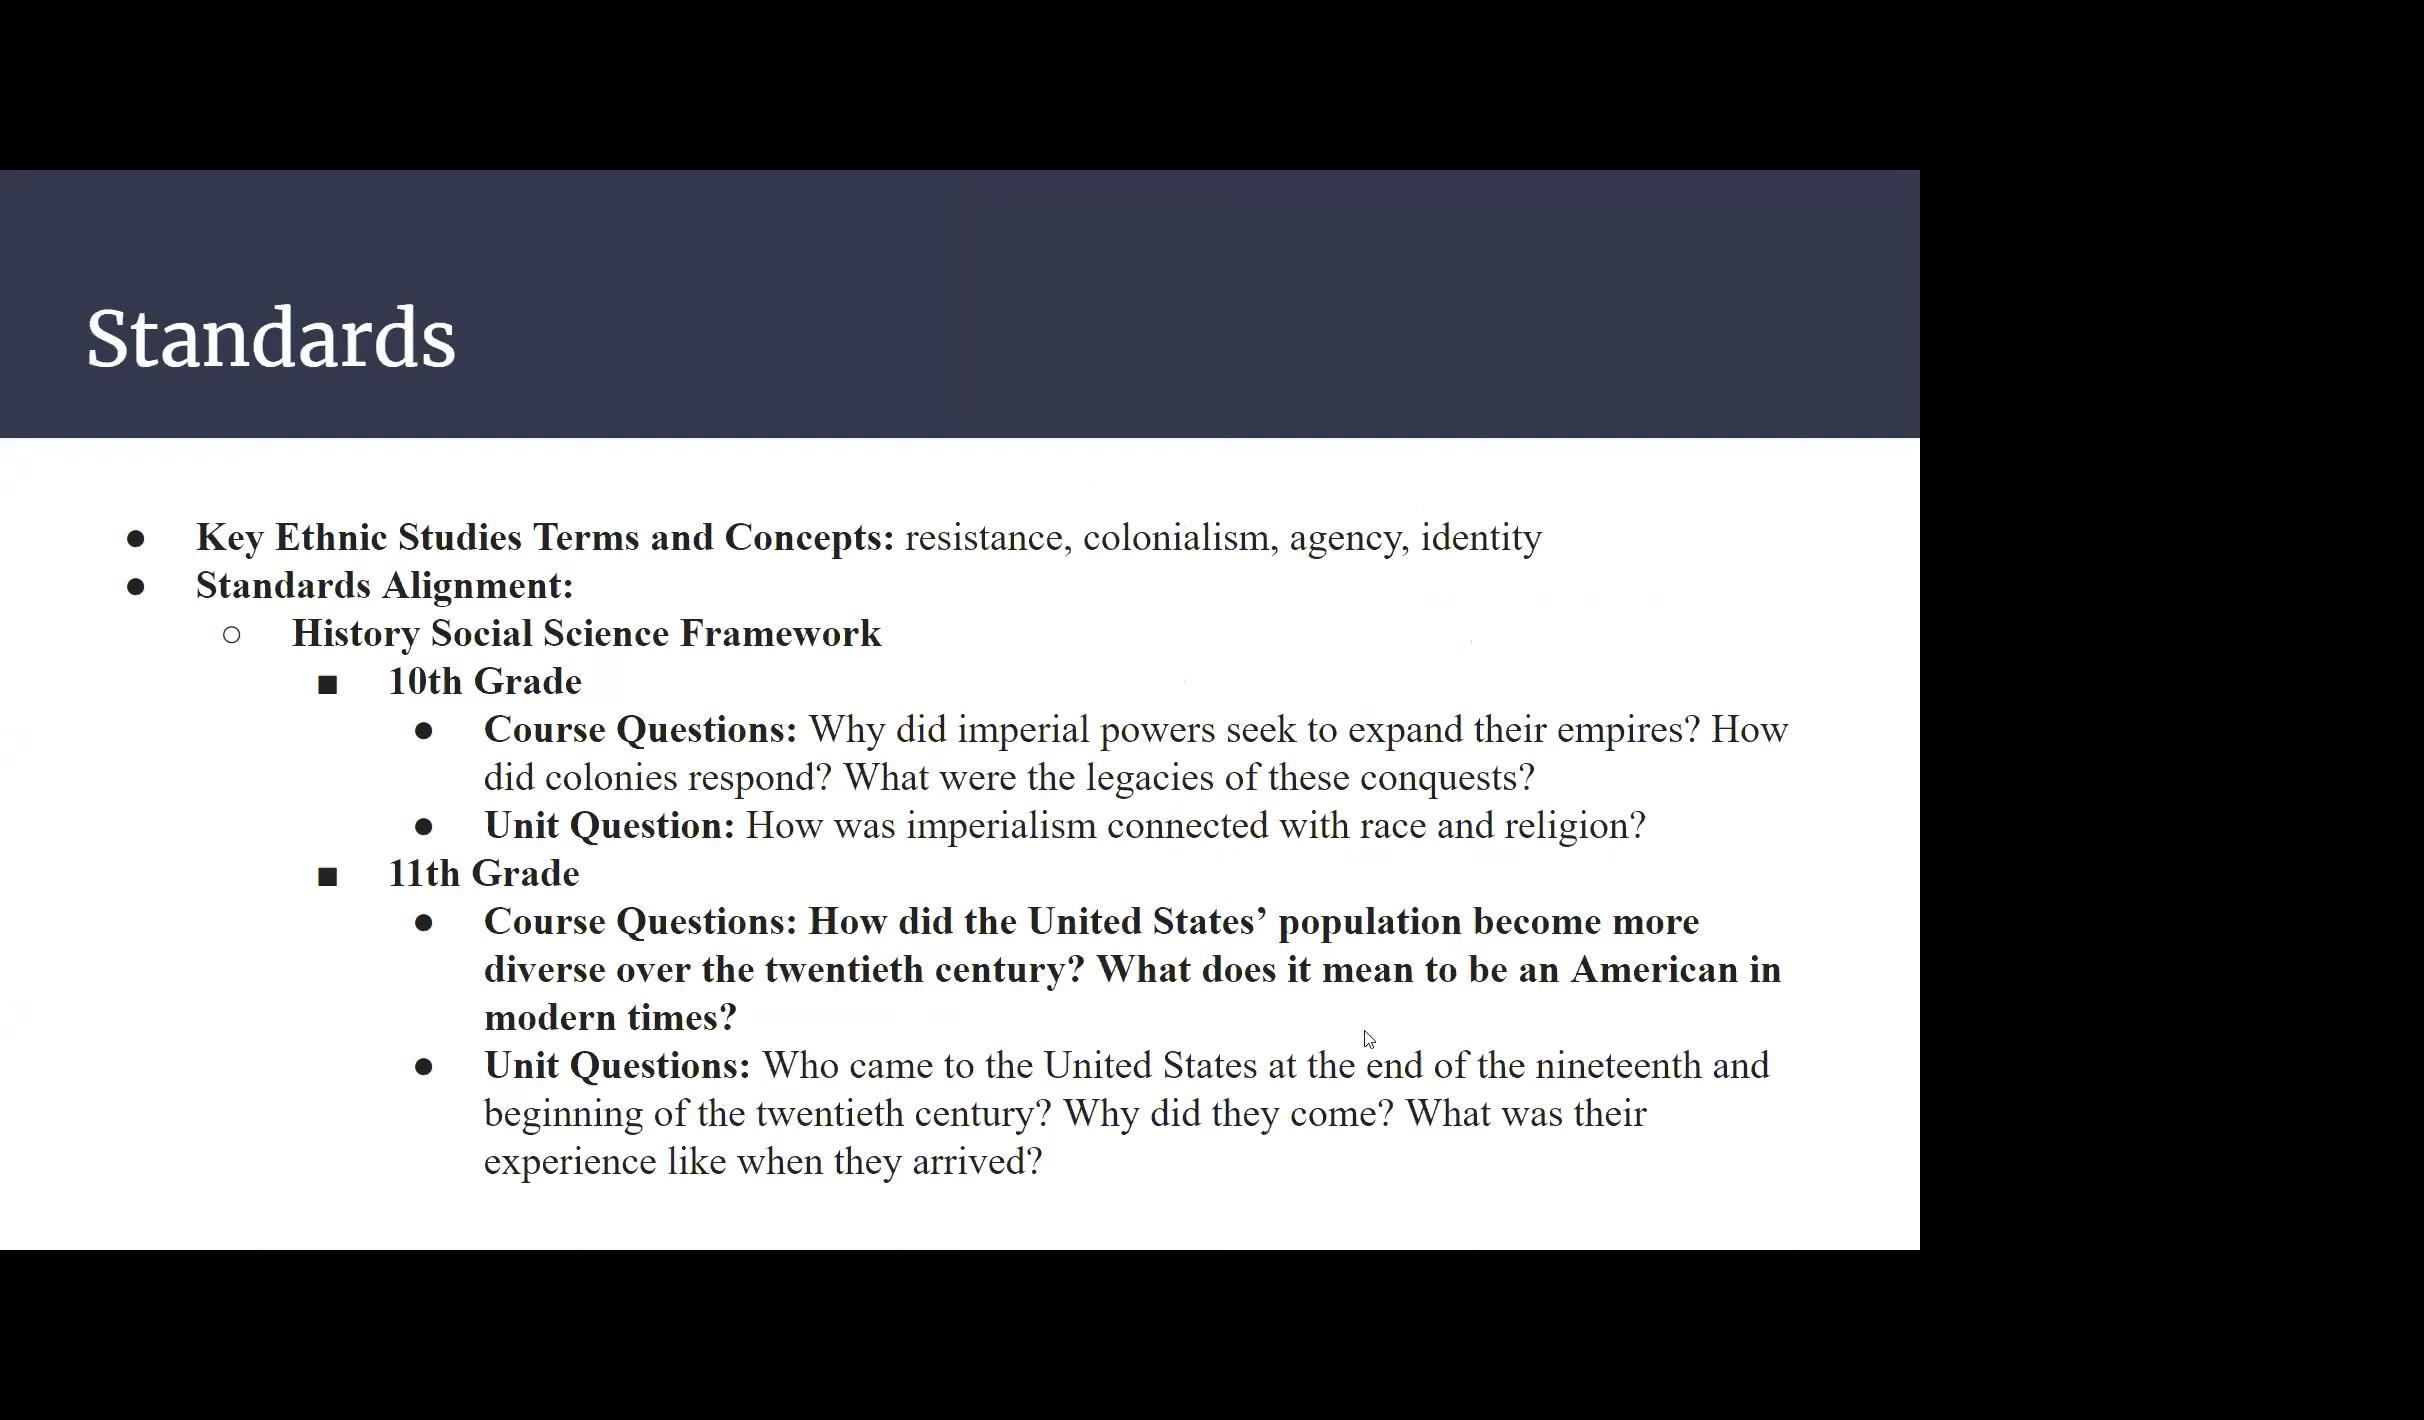 Standards
● Key Ethnic Studies Terms and Concepts: resistance, colonialism, agency, identity
● Standards Alignment:
○ History Social Science Framework
■ 10th Grade
● Course Questions: Why did imperial powers seek to expand their empires? How
did colonies respond? What were the legacies of these conquests?
● Unit Question: How was imperialism connected with race and religion?
■ 11th Grade
● Course Questions: How did the United States’ population become more
diverse over the twentieth century? What does it mean to be an American in
modern times?
● Unit Questions: Who came to the United States at the end of the nineteenth and
beginning of the twentieth century? Why did they come? What was their
experience like when they arrived?